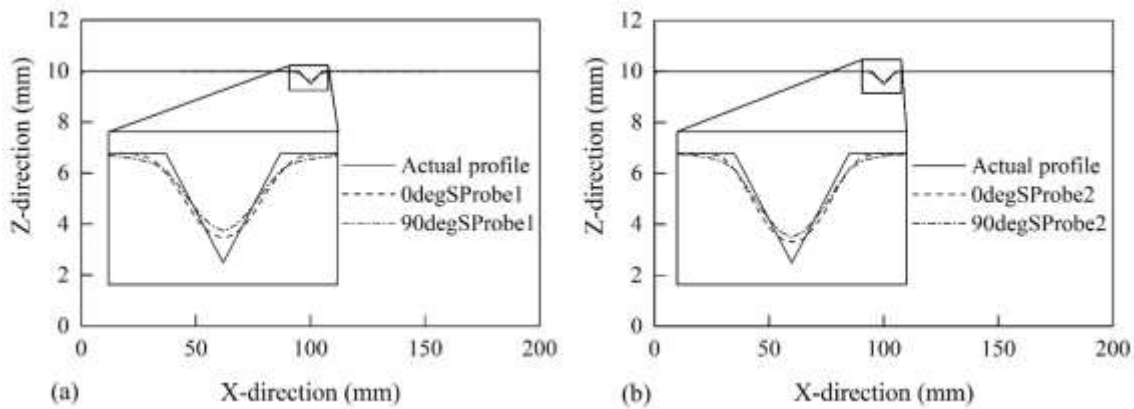 12
10
8
6
4
2
0
Z-direction (mm)
Actual profile
0degSProbe1
90degSProbe1
0 50 100 150 200
(a) X-direction (mm)
12
10
8
6
4
2
0
Z-direction (mm)
Actual profile
0degSProbe2
90degSProbe2
0 50 100 150 200
(b) X-direction (mm)